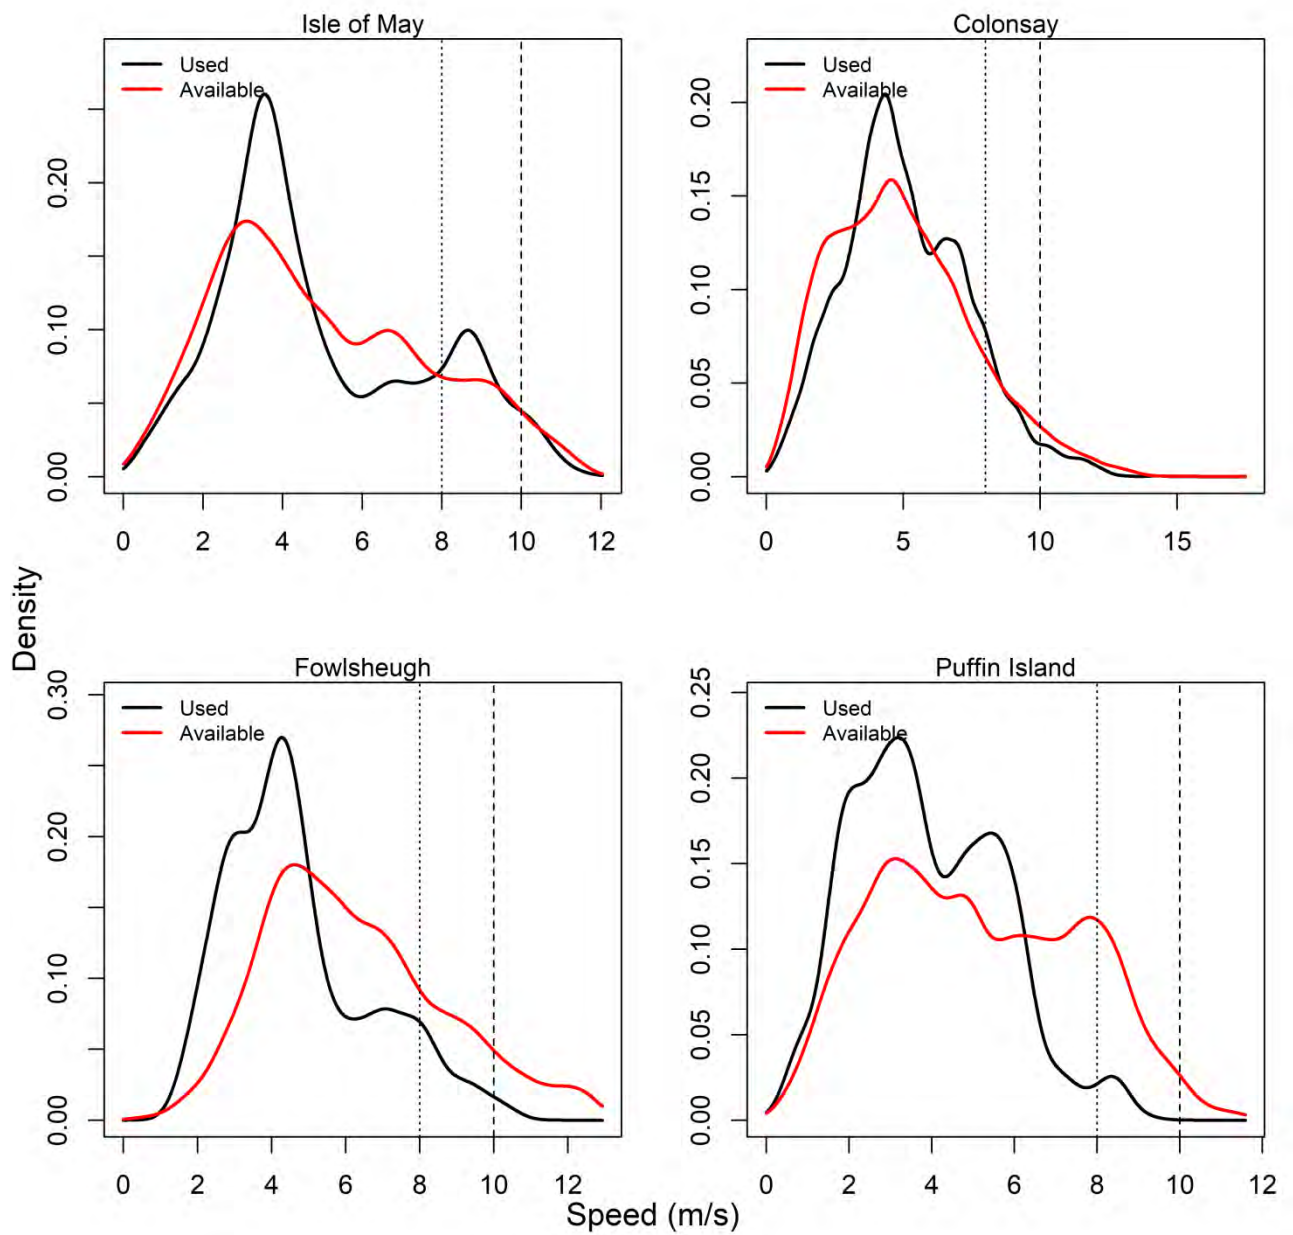 Isle of May
Used
Available
0.00
0.10
0.20
0 2 4 6 8 10 12
Colonsay
Used
Available
0.00
0.05
0.10
0.15
0.20
0 5 10 15
Density
Fowlsheugh
Used
Available
0.00
0.10
0.20
0.30
0 2 4 6 8 10 12
Puffin Island
Used
Available
0.00
0.05
0.10
0.15
0.20
0.25
0 2 4 6 8 10 12
Speed (m/s)